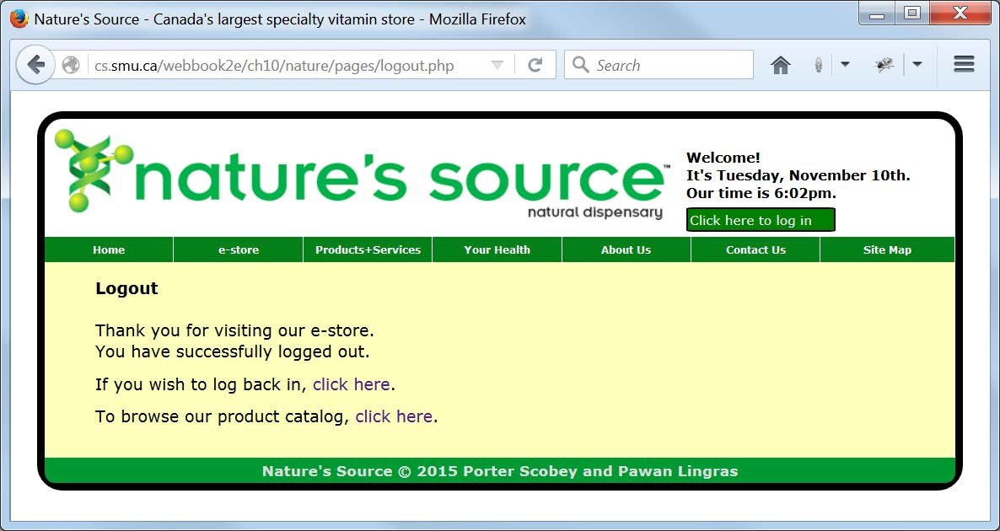 Nature's Source - Canada's largest specialty vitamin store - Mozilla Firefox
cs.smu.ca/webbook2e/ch10/nature/pages/logout.php
Search
nature's source™
natural dispensary
Welcome!
It's Tuesday, November 10th.
Our time is 6:02pm.
Click here to log in
Home e-store Products+Services Your Health About Us Contact Us Site Map
Logout
Thank you for visiting our e-store.
You have successfully logged out.
If you wish to log back in, click here.
To browse our product catalog, click here.
Nature's Source © 2015 Porter Scobey and Pawan Lingras